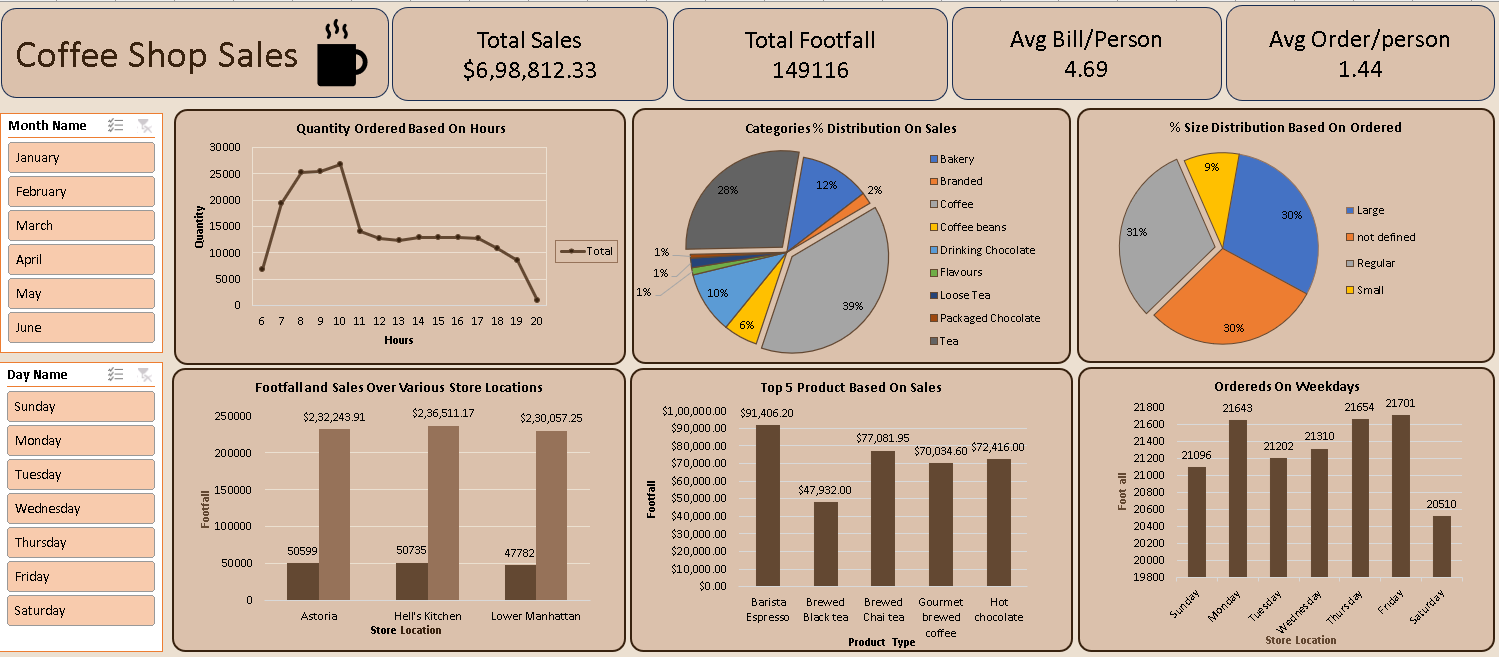 Coffee Shop Sales
Total Sales
$6,98,812.33
Total Footfall
149116
Avg Bill/Person
4.69
Avg Order/person
1.44
Month Name
January
February
March
April
May
June
Day Name
Sunday
Monday
Tuesday
Wednesday
Thursday
Friday
Saturday
Quantity Ordered Based On Hours
30000
25000
20000
15000
10000
5000
0
Quantity
6 7 8 9 10 11 12 13 14 15 16 17 18 19 20
Hours
Total
Categories % Distribution On Sales
28%
12%
2%
39%
6%
10%
1%
1%
1%
Bakery
Branded
Coffee
Coffee beans
Drinking Chocolate
Flavours
Loose Tea
Packaged Chocolate
Tea
% Size Distribution Based On Ordered
9%
30%
31%
30%
Large
not defined
Regular
Small
Footfall and Sales Over Various Store Locations
250000
200000
150000
100000
50000
0
Footfall
$2,32,243.91
$2,36,511.17
$2,30,057.25
50599
50735
47782
Astoria Hell's Kitchen Lower Manhattan
Store Location
Top 5 Product Based On Sales
$1,00,000.00
$90,000.00
$80,000.00
$70,000.00
$60,000.00
$50,000.00
$40,000.00
$30,000.00
$20,000.00
$10,000.00
$0.00
Footfall
$91,406.20
$47,932.00
$77,081.95
$70,034.60
$72,416.00
Barista
Espresso
Brewed
Black tea
Brewed
Chai tea
Gourmet
brewed
coffee
Hot
chocolate
Product Type
Ordereds On Weekdays
21800
21600
21400
21200
21000
20800
20600
20400
20200
20000
19800
Foot all
21096
21643
21202
21310
21654
21701
20510
Sunday
Monday
Tuesday
Wednesday
Thursday
Friday
Saturday
Store Location